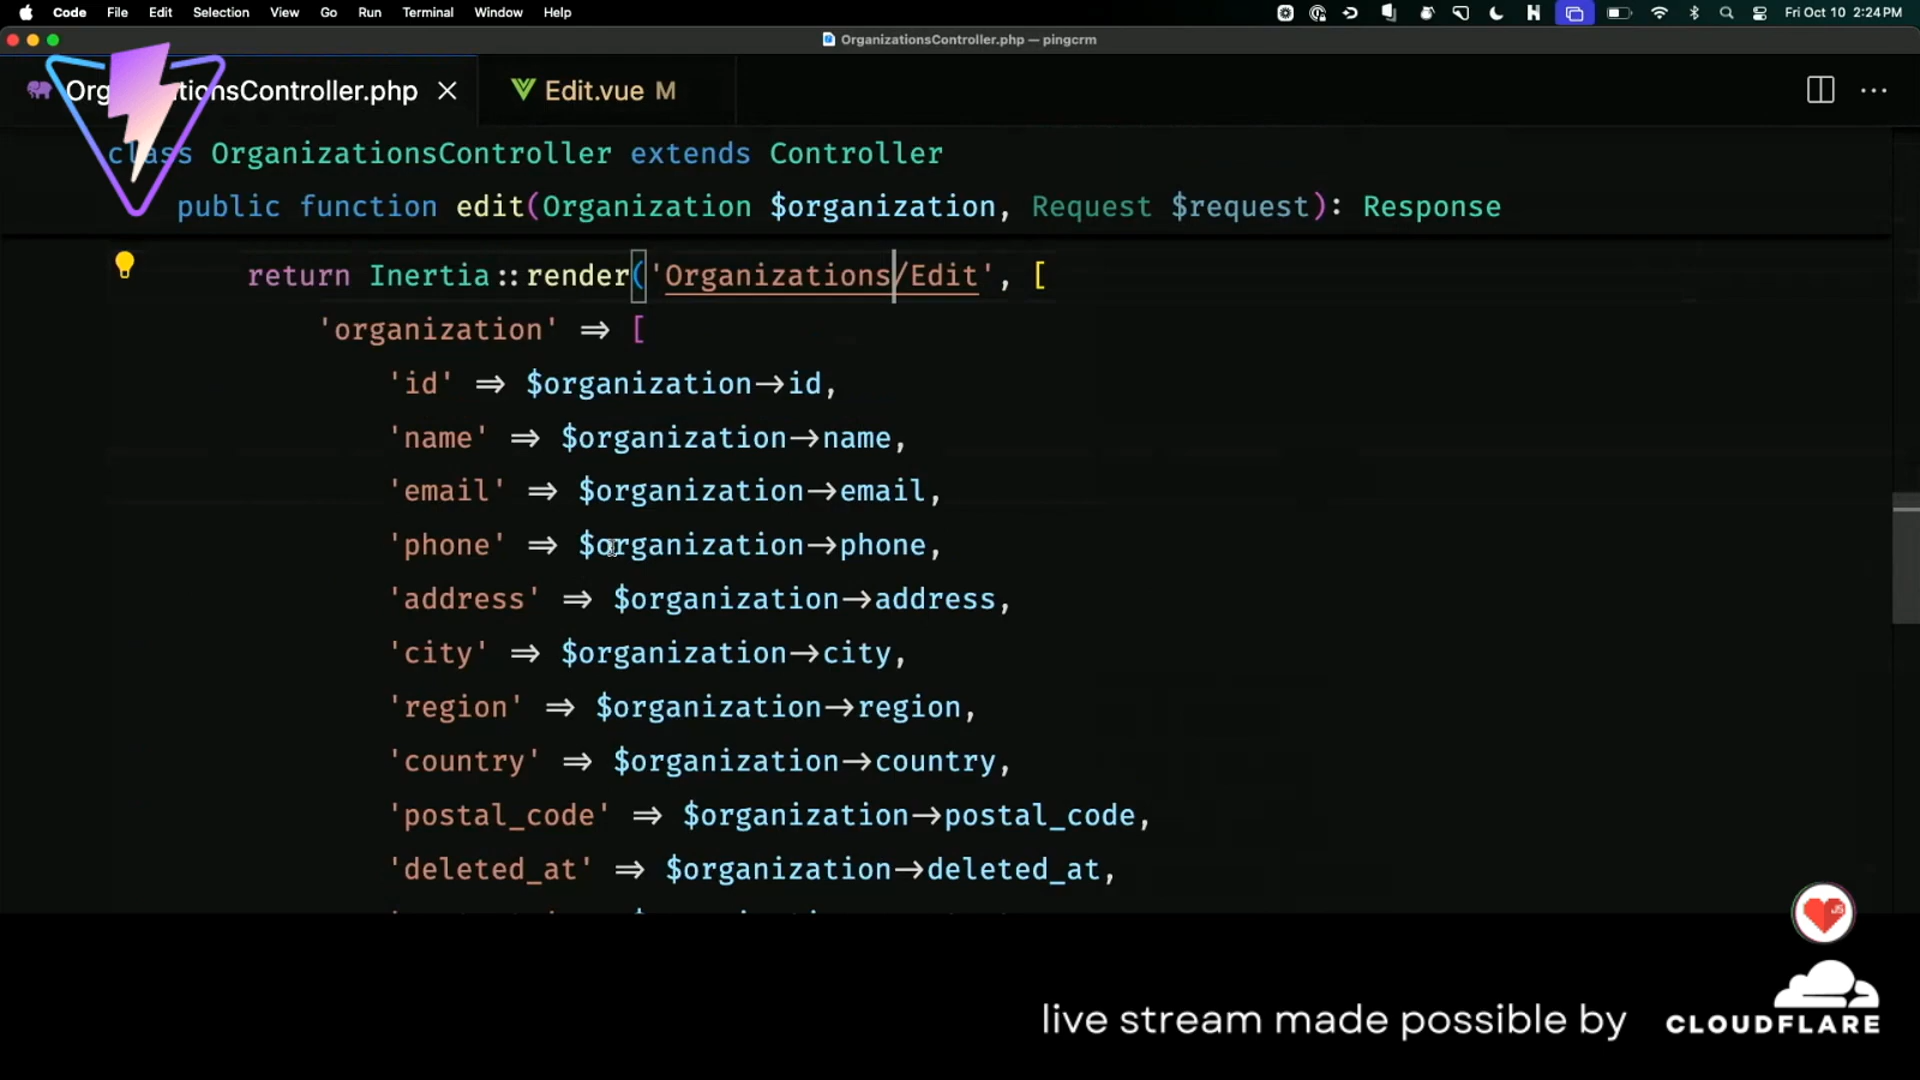 Code File Edit Selection View Go Run Terminal Window Help Fri Oct 10 2:24 PM
OrganizationsController.php — pingcrm
OrganizationsController.php Edit.vue M
class OrganizationsController extends Controller
public function edit(Organization $organization, Request $request): Response
return Inertia::render('Organizations/Edit', [
'organization' => [
'id' => $organization->id,
'name' => $organization->name,
'email' => $organization->email,
'phone' => $organization->phone,
'address' => $organization->address,
'city' => $organization->city,
'region' => $organization->region,
'country' => $organization->country,
'postal_code' => $organization->postal_code,
'deleted_at' => $organization->deleted_at,
JS
live stream made possible by CLOUDFLARE